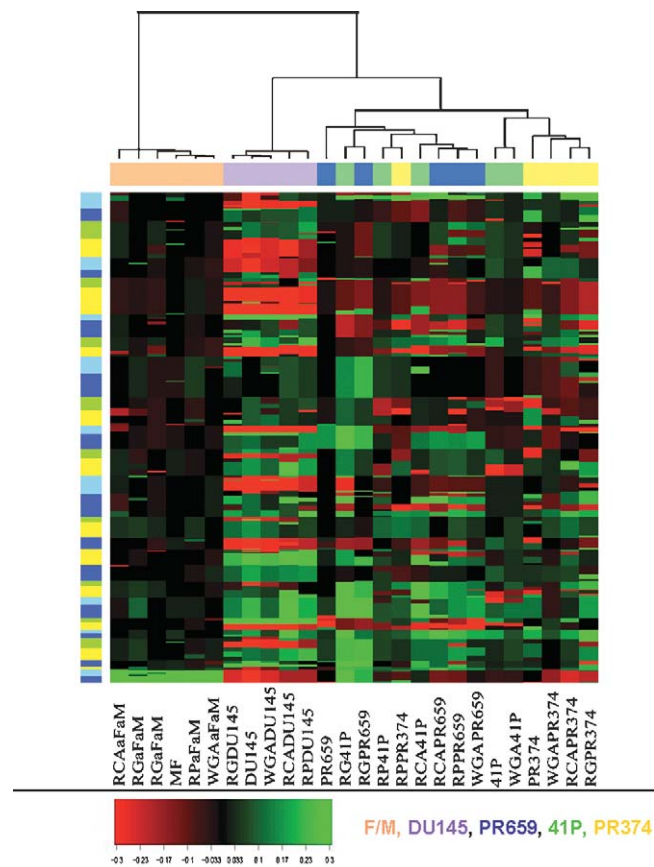 RCAaFaM
RGaFaM
RGaFaM
MF
RPaFaM
WGAaFaM
RGDU145
DU145
WGADU145
RCADU145
RPDU145
PR659
RG41P
RGPR659
RP41P
RPPR374
RCA41P
RCAPR659
RPPR659
WGAPR659
41P
WGA41P
PR374
WGAPR374
RCAPR374
RGPR374
-0.3 -0.23 -0.17 -0.1 -0.033 0.033 0.1 0.17 0.23 0.3
F/M, DU145, PR659, 41P, PR374